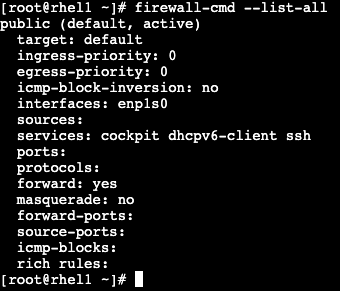 [root@rhel1 ~]# firewall-cmd --list-all
public (default, active)
  target: default
  ingress-priority: 0
  egress-priority: 0
  icmp-block-inversion: no
  interfaces: enp1s0
  sources:
  services: cockpit dhcpv6-client ssh
  ports:
  protocols:
  forward: yes
  masquerade: no
  forward-ports:
  source-ports:
  icmp-blocks:
  rich rules:
[root@rhel1 ~]#